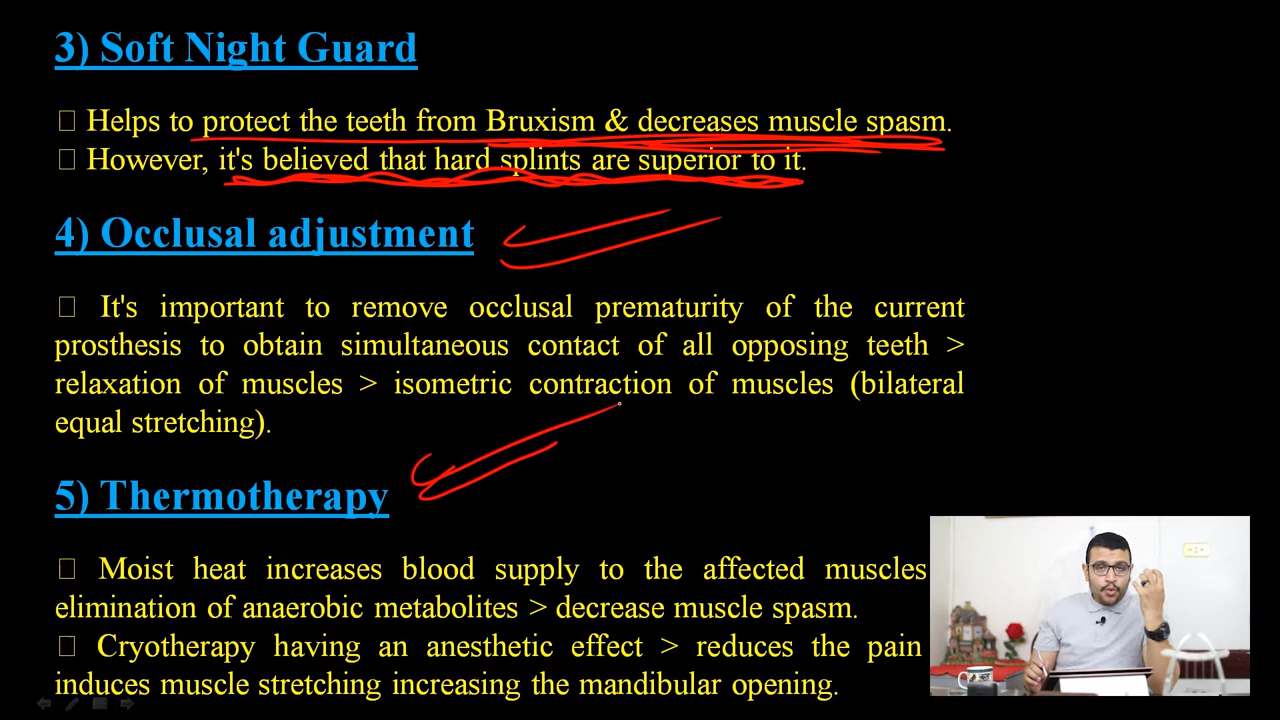 3) Soft Night Guard
Helps to protect the teeth from Bruxism & decreases muscle spasm.
However, it's believed that hard splints are superior to it.
4) Occlusal adjustment
It's important to remove occlusal prematurity of the current
prosthesis to obtain simultaneous contact of all opposing teeth >
relaxation of muscles > isometric contraction of muscles (bilateral
equal stretching).
5) Thermotherapy
Moist heat increases blood supply to the affected muscles
elimination of anaerobic metabolites > decrease muscle spasm.
Cryotherapy having an anesthetic effect > reduces the pain
induces muscle stretching increasing the mandibular opening.